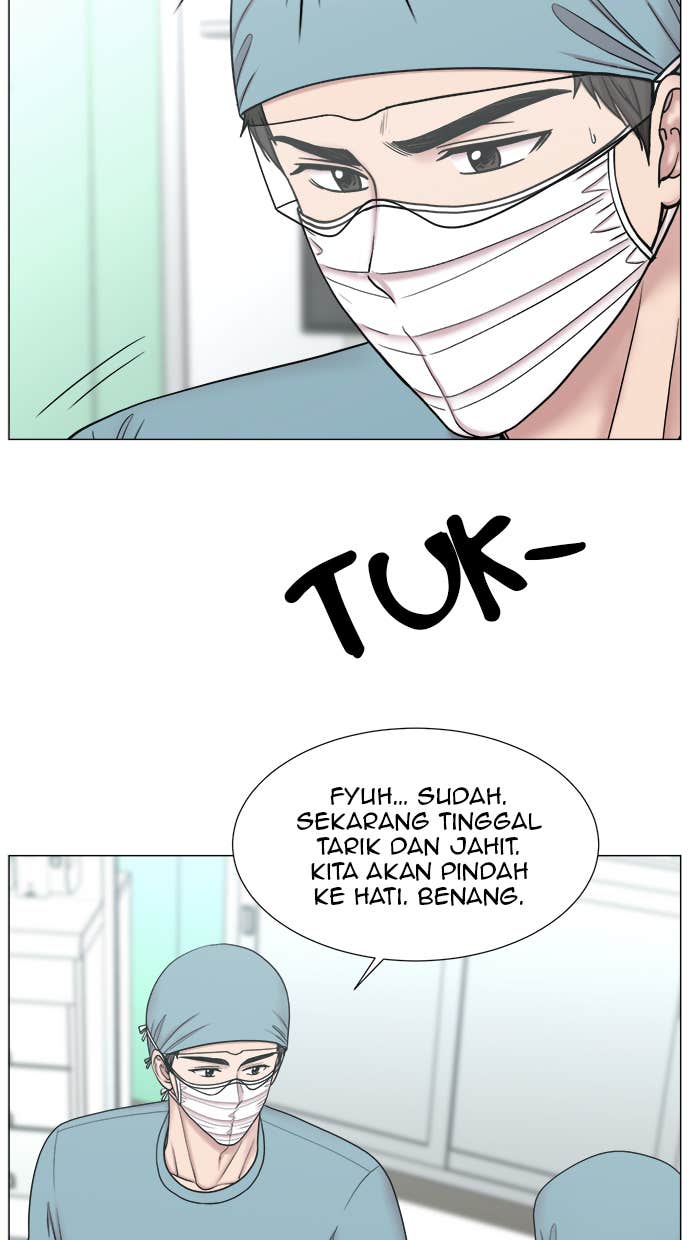 TUK-
FYUH... SUDAH.
SEKARANG TINGGAL
TARIK DAN JAHIT.
KITA AKAN PINDAH
KE HATI. BENANG.